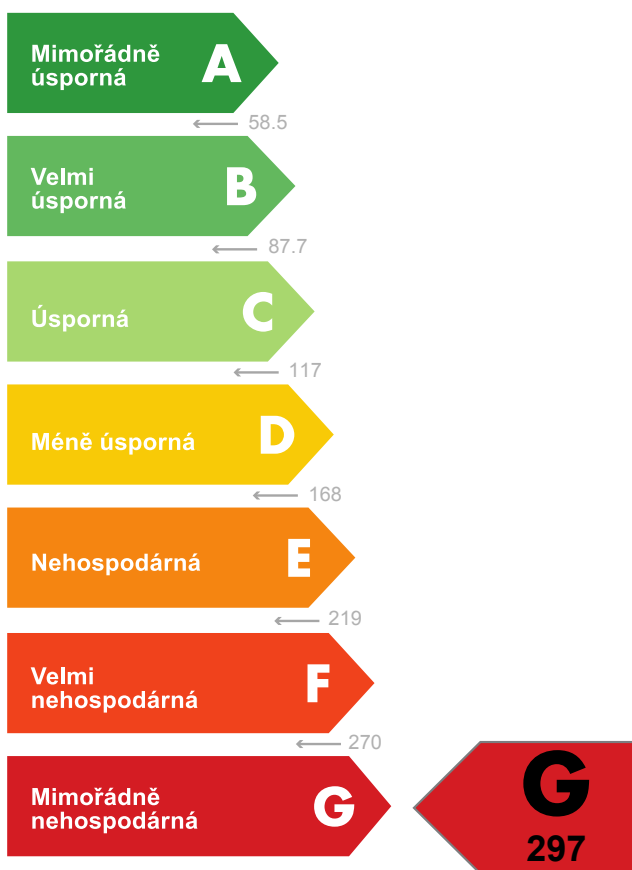 Mimořádně
úsporná
A
58.5
Velmi
úsporná
B
87.7
Úsporná
C
117
Méně úsporná
D
168
Nehospodárná
E
219
Velmi
nehospodárná
F
270
Mimořádně
nehospodárná
G
G
297